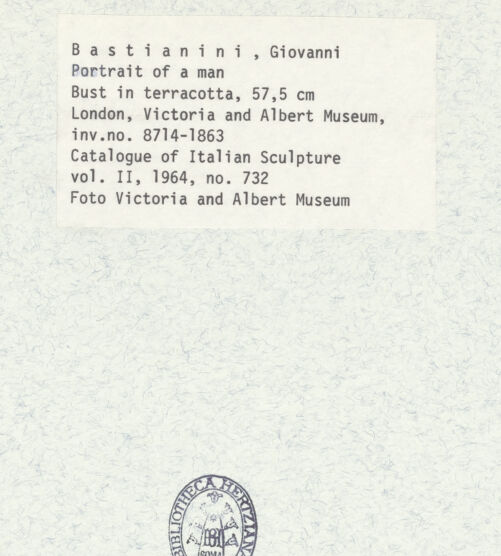 B a s t i a n i n i , Giovanni
Portrait of a man
Bust in terracotta, 57,5 cm
London, Victoria and Albert Museum,
inv.no. 8714-1863
Catalogue of Italian Sculpture
vol. II, 1964, no. 732
Foto Victoria and Albert Museum
BIBLIOTHECA HERTZIANA
ROMA